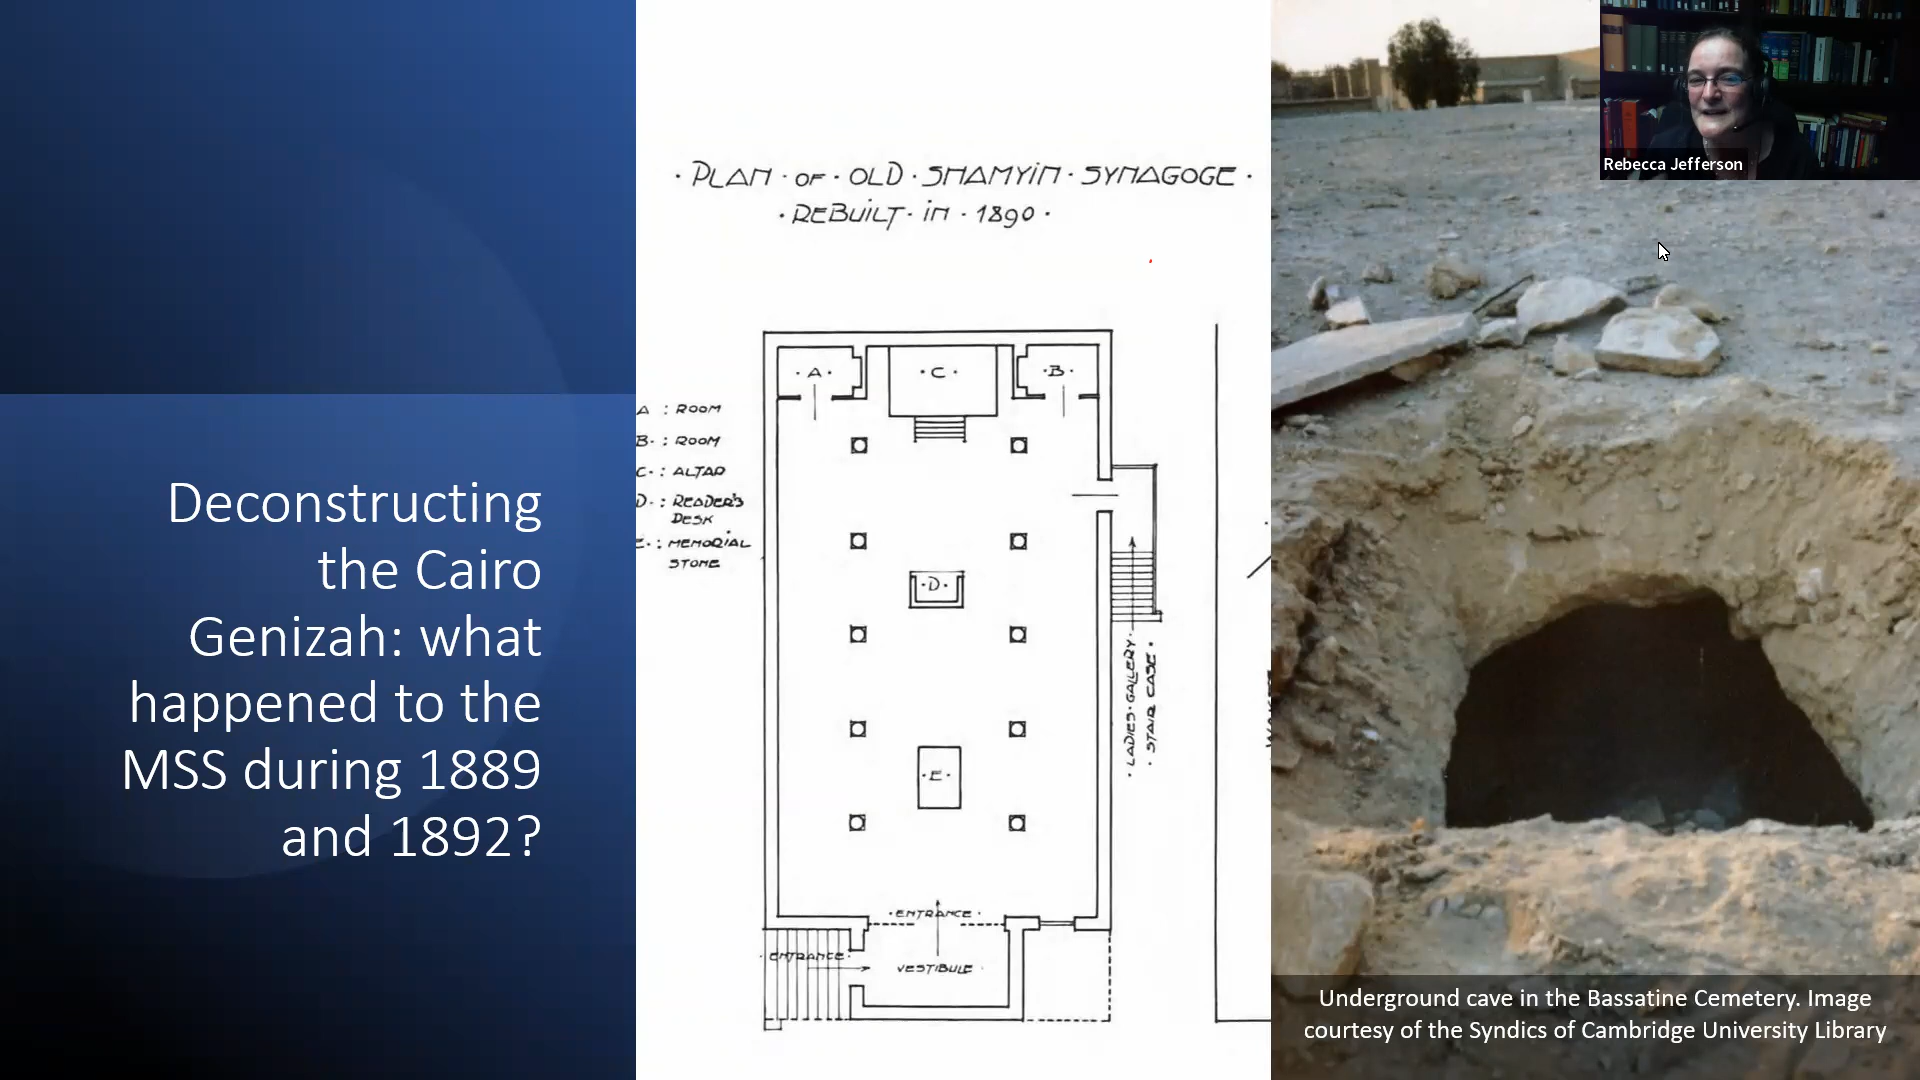 Deconstructing
the Cairo
Genizah: what
happened to the
MSS during 1889
and 1892?
· PLAN · OF · OLD · SHAMYIN · SYNAGOGE ·
· REBUILT · IN · 1890 ·
· A ·
· C ·
· B ·
A : ROOM
B · : ROOM
C · : ALTAR
D · : READER'S
DESK
E · : MEMORIAL
STONE
· D ·
· E ·
· LADIES · GALLERY ·
· STAIR CASE ·
· ENTRANCE ·
· ENTRANCE ·
VESTIBULE ·
Rebecca Jefferson
Underground cave in the Bassatine Cemetery. Image
courtesy of the Syndics of Cambridge University Library